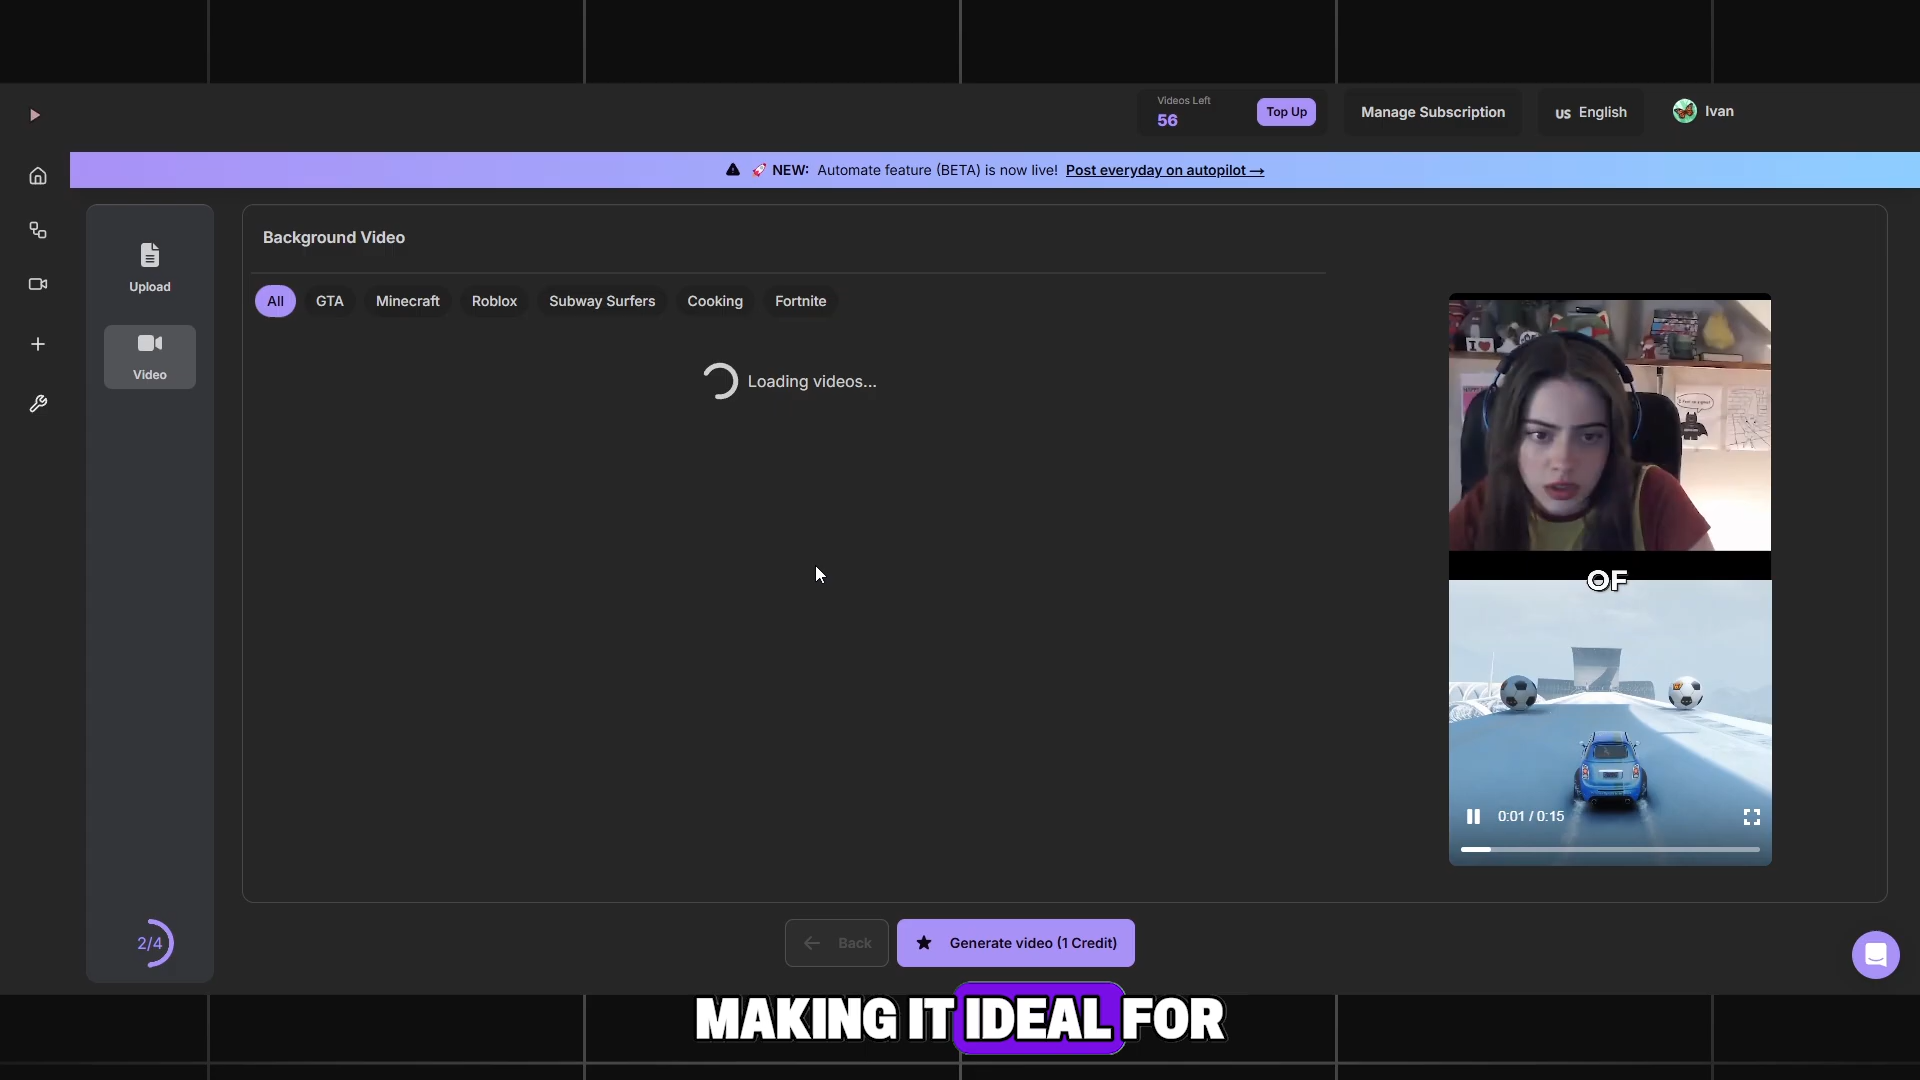 Videos Left
56
Top Up
Manage Subscription
US English
Ivan
🚀 NEW: Automate feature (BETA) is now live! Post everyday on autopilot →
Upload
Video
2/4
Background Video
All
GTA
Minecraft
Roblox
Subway Surfers
Cooking
Fortnite
Loading videos...
I
OF
0:01 / 0:15
← Back
Generate video (1 Credit)
MAKING IT IDEAL FOR